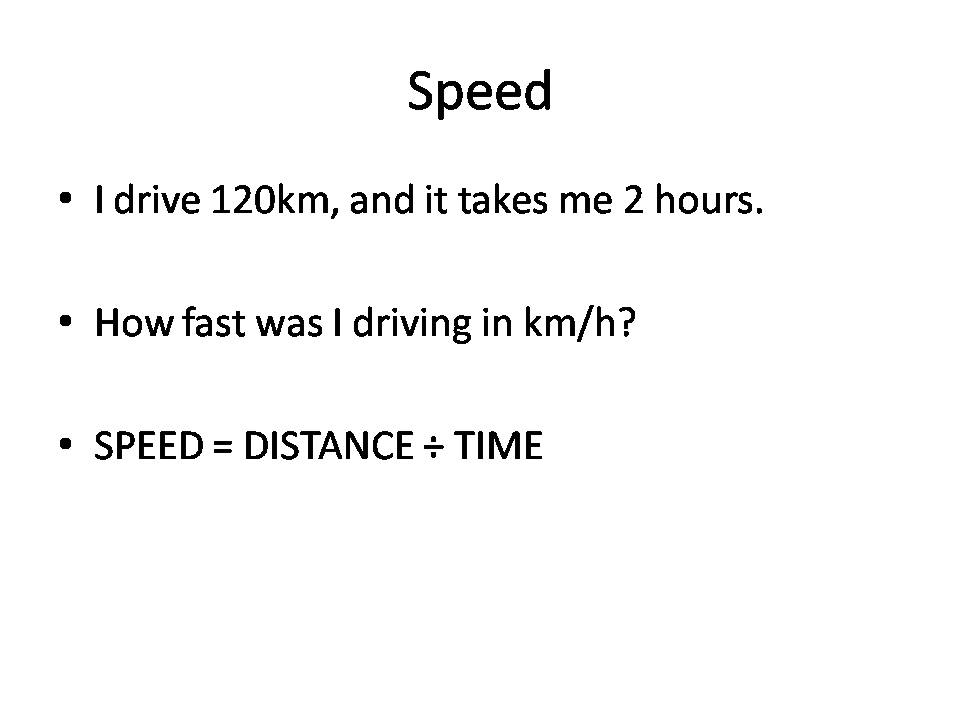 Speed
• I drive 120km, and it takes me 2 hours.
• How fast was I driving in km/h?
• SPEED = DISTANCE ÷ TIME